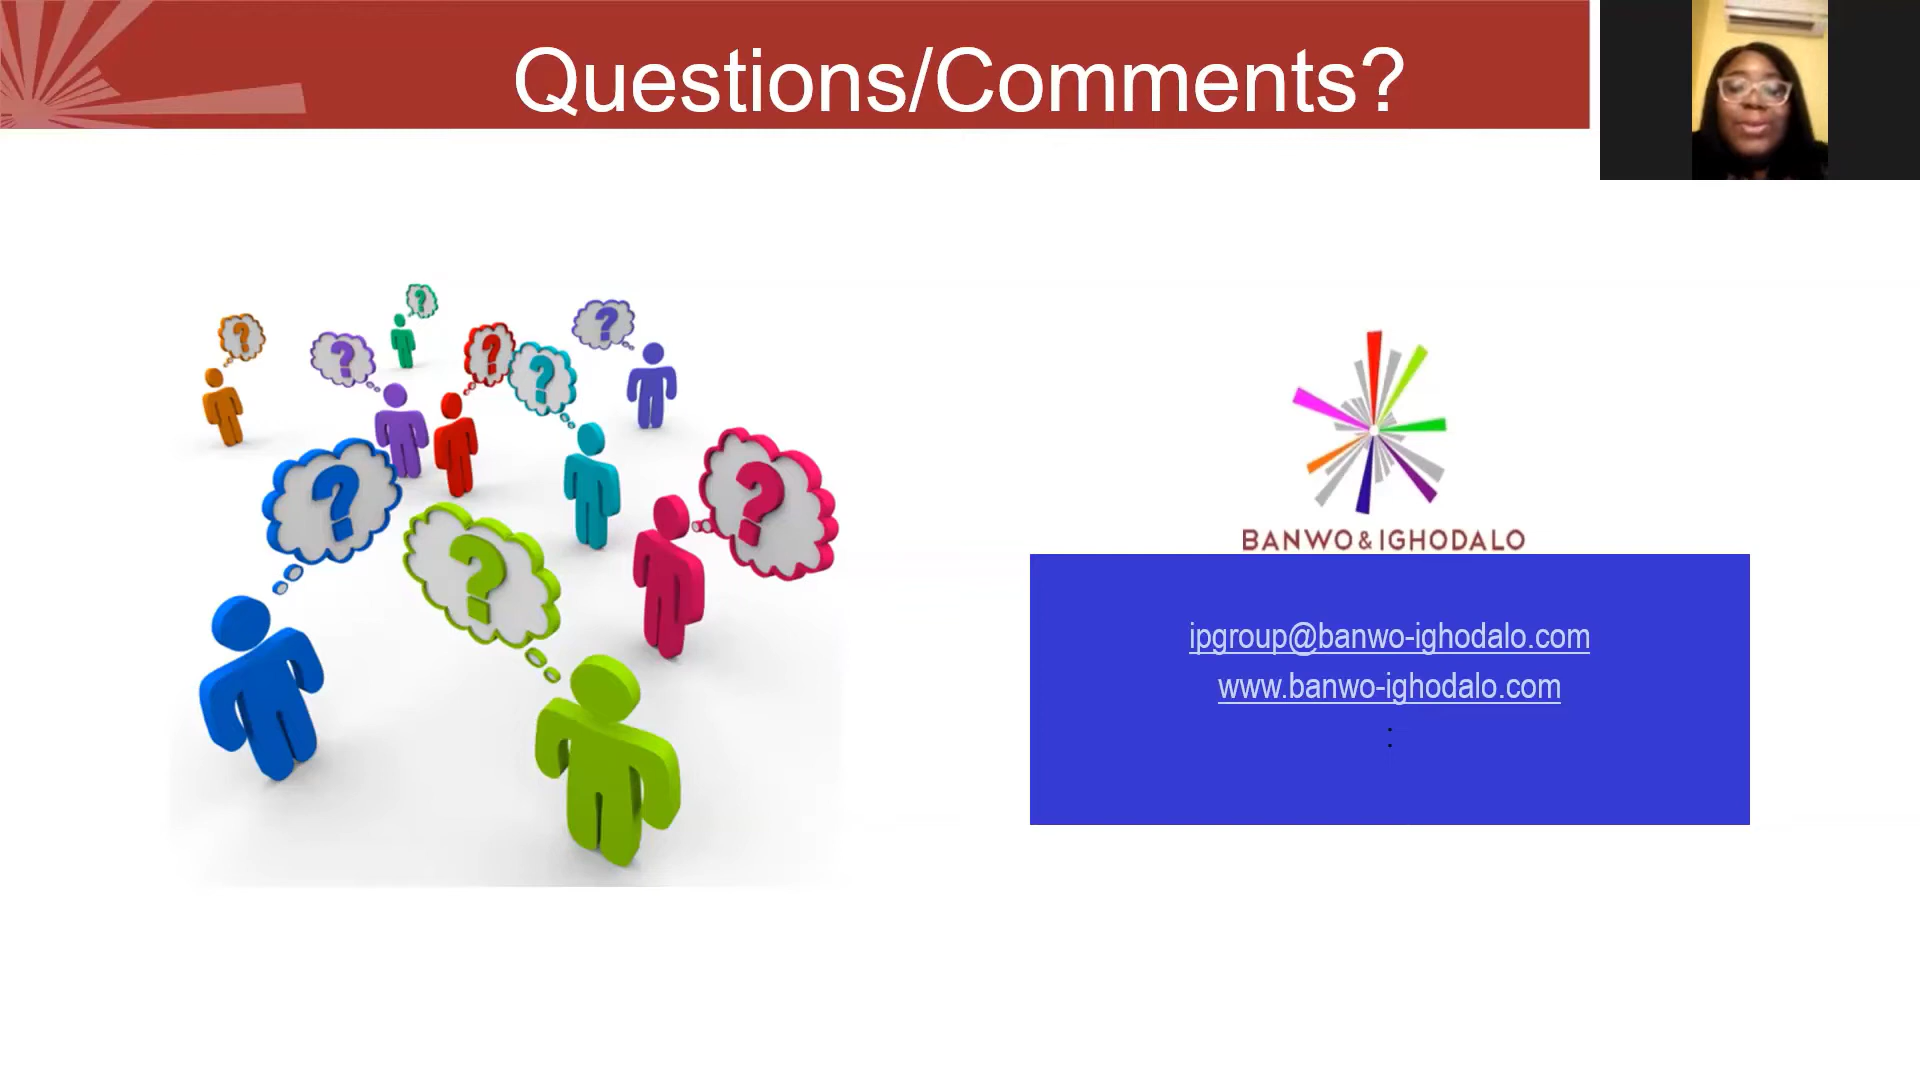 Questions/Comments?
?
?
?
?
?
?
?
?
?
BANWO & IGHODALO
ipgroup@banwo-ighodalo.com
www.banwo-ighodalo.com
: